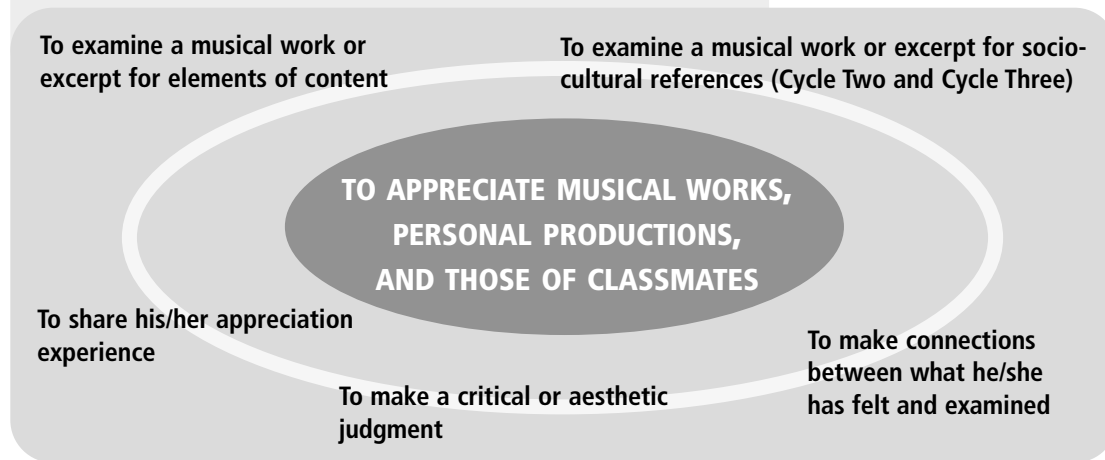 To examine a musical work or
excerpt for elements of content
To examine a musical work or excerpt for socio-
cultural references (Cycle Two and Cycle Three)
TO APPRECIATE MUSICAL WORKS,
PERSONAL PRODUCTIONS,
AND THOSE OF CLASSMATES
To share his/her appreciation
experience
To make connections
between what he/she
has felt and examined
To make a critical or aesthetic
judgment